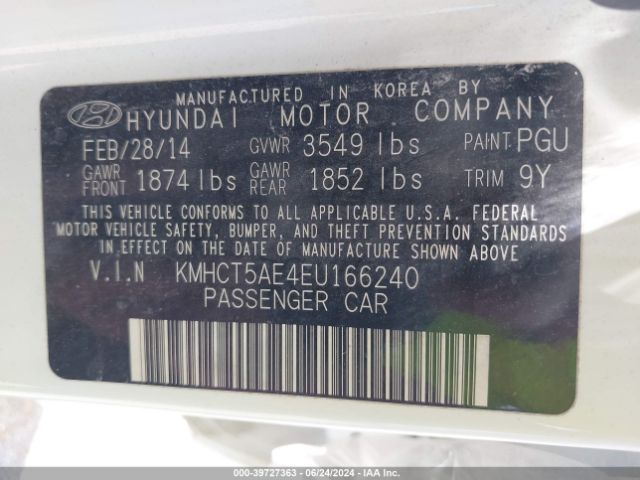 MANUFACTURED IN KOREA BY
HYUNDAI MOTOR COMPANY
FEB/28/14 GVWR 3549 lbs PAINT PGU
GAWR FRONT 1874 lbs GAWR REAR 1852 lbs TRIM 9Y
THIS VEHICLE CONFORMS TO ALL APPLICABLE U.S.A. FEDERAL
MOTOR VEHICLE SAFETY, BUMPER, AND THEFT PREVENTION STANDARDS
IN EFFECT ON THE DATE OF MANUFACTURE SHOWN ABOVE
V.I.N KMHCT5AE4EU166240
PASSENGER CAR
000-39727363 - 06/24/2024 - IAAI.COM